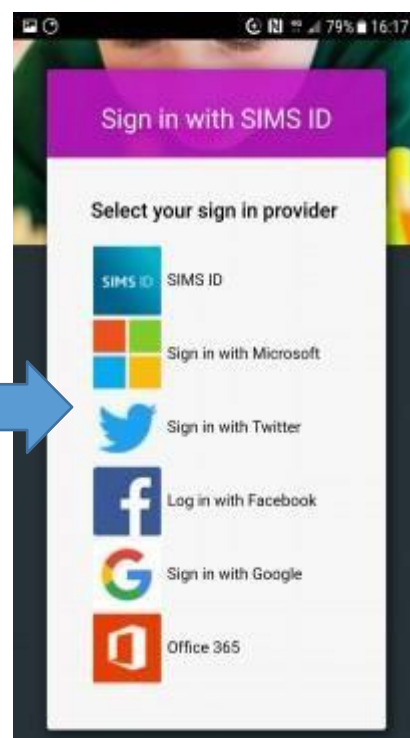 79% 16:17
Sign in with SIMS ID
Select your sign in provider
SIMS ID SIMS ID
Sign in with Microsoft
Sign in with Twitter
Log in with Facebook
Sign in with Google
Office 365